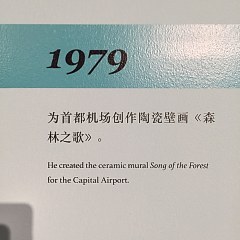 1979
为首都机场创作陶瓷壁画《森
林之歌》。
He created the ceramic mural Song of the Forest
for the Capital Airport.